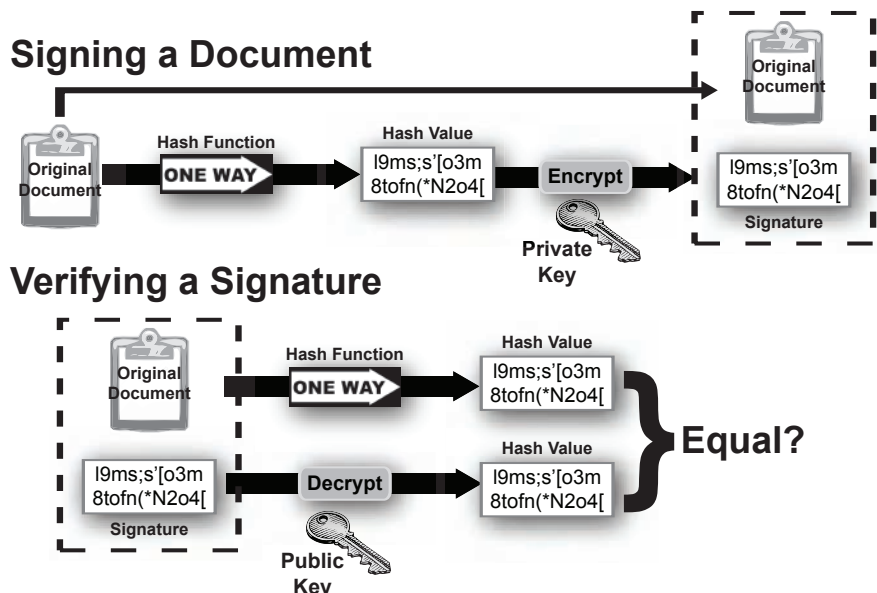 Signing a Document
Original
Document
Hash Function
ONE WAY
Hash Value
l9ms;s'[o3m
8tofn(*N2o4[
Encrypt
Private
Key
Original
Document
l9ms;s'[o3m
8tofn(*N2o4[
Signature
Verifying a Signature
Original
Document
l9ms;s'[o3m
8tofn(*N2o4[
Signature
Hash Function
ONE WAY
Hash Value
l9ms;s'[o3m
8tofn(*N2o4[
Decrypt
Public
Key
Hash Value
l9ms;s'[o3m
8tofn(*N2o4[
Equal?